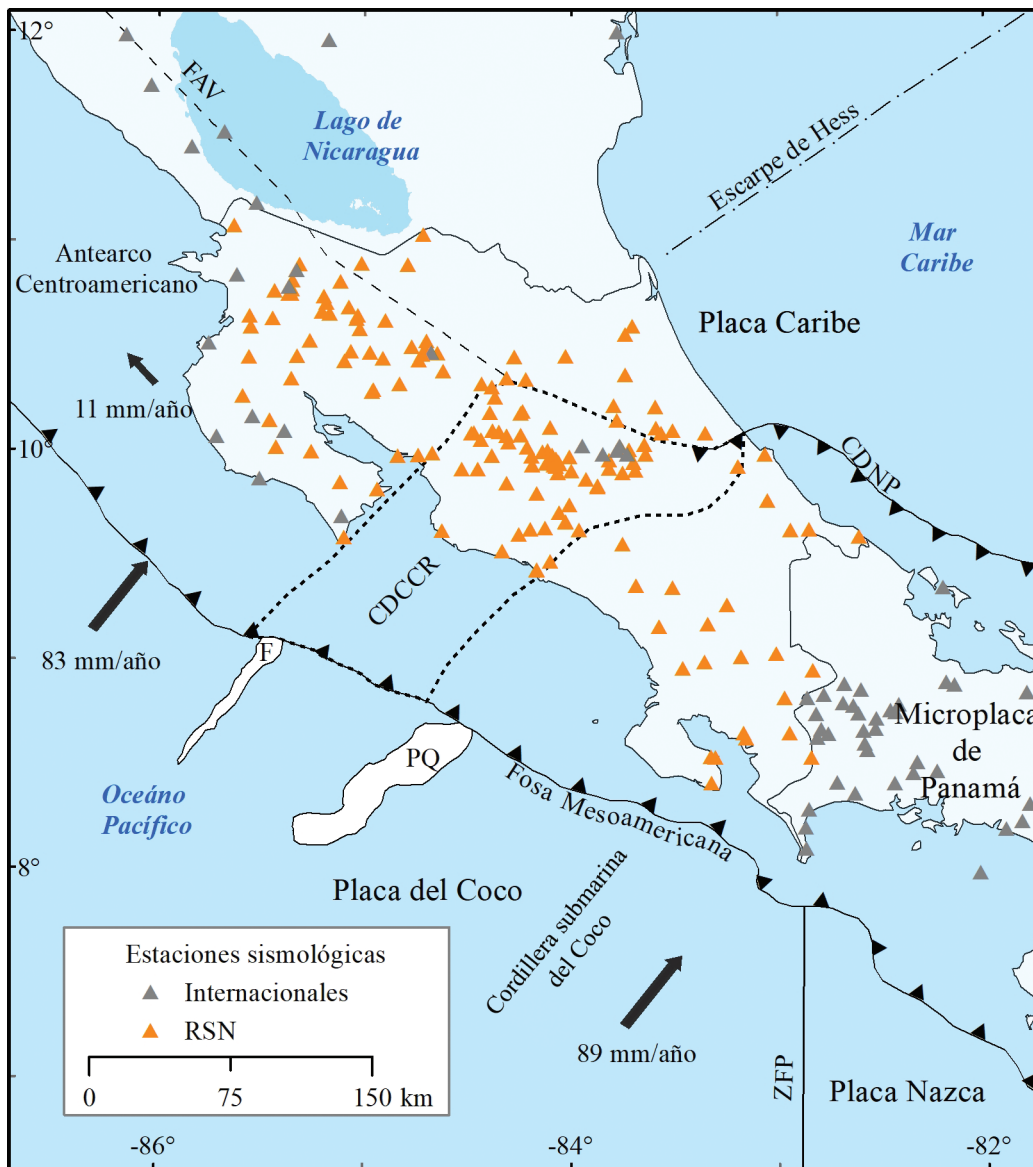 12°
FAV
Lago de
Nicaragua
Escarpe de Hess
Mar
Caribe
Antearco
Centroamericano
Placa Caribe
11 mm/año
10°
CDNP
CDCCR
83 mm/año
F
Microplaca
de
Panamá
PQ
Fosa Mesoamericana
Oceáno
Pacífico
8°
Placa del Coco
Cordillera submarina
del Coco
Estaciones sismológicas
Internacionales
RSN
0 75 150 km
89 mm/año
ZFP
Placa Nazca
-86° -84° -82°